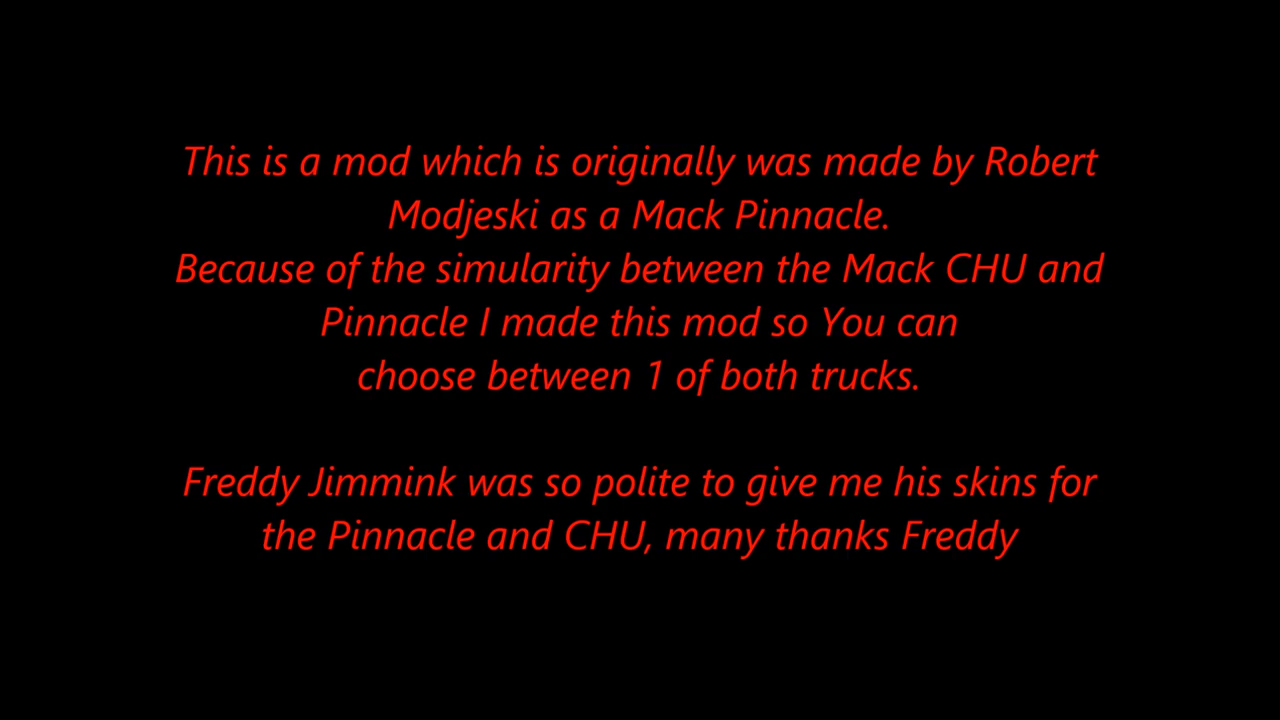 This is a mod which is originally was made by Robert
Modjeski as a Mack Pinnacle.
Because of the simularity between the Mack CHU and
Pinnacle I made this mod so You can
choose between 1 of both trucks.
Freddy Jimmink was so polite to give me his skins for
the Pinnacle and CHU, many thanks Freddy